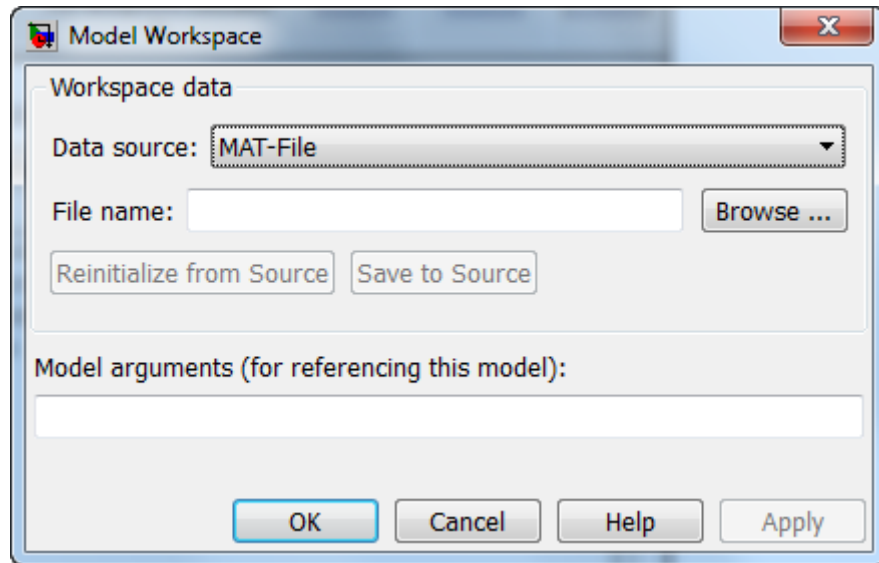 Model Workspace
Workspace data
Data source: MAT-File
File name: Browse ...
Reinitialize from Source Save to Source
Model arguments (for referencing this model):
OK Cancel Help Apply